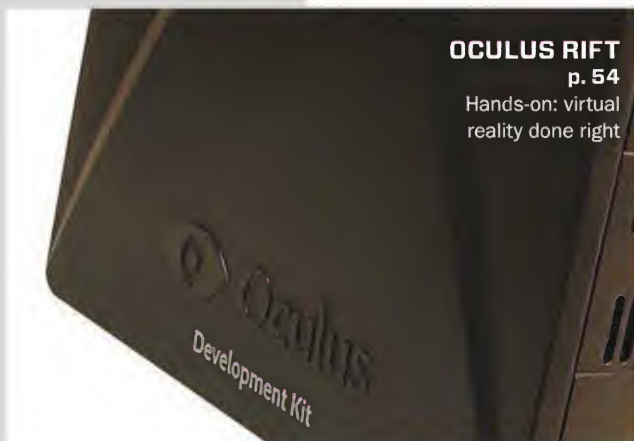 OCULUS RIFT
p. 54
Hands-on: virtual
reality done right
Oculus
Development Kit